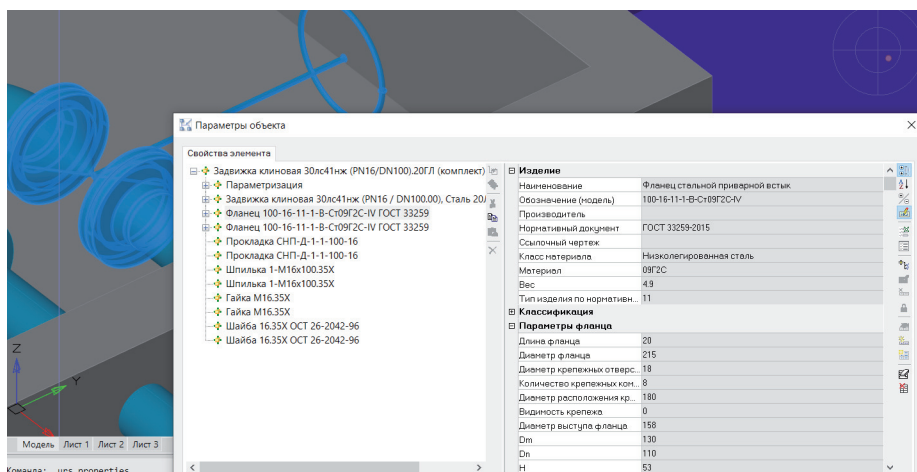 Параметры объекта
Свойства элемента
Задвижка клиновая 30лс41нж (PN16/DN100).20ГЛ (комплект)
Параметризация
Задвижка клиновая 30лс41нж (PN16 / DN100.00), Сталь 20Л
Фланец 100-16-11-1-В-Ст09Г2С-IV ГОСТ 33259
Фланец 100-16-11-1-В-Ст09Г2С-IV ГОСТ 33259
Прокладка СНП-Д-1-1-100-16
Прокладка СНП-Д-1-1-100-16
Шпилька 1-М16х100.35Х
Шпилька 1-М16х100.35Х
Гайка М16.35Х
Гайка М16.35Х
Шайба 16.35Х ОСТ 26-2042-96
Шайба 16.35Х ОСТ 26-2042-96
Изделие
Наименование Фланец стальной приварной встык
Обозначение (модель) 100-16-11-1-В-Ст09Г2С-IV
Производитель
Нормативный документ ГОСТ 33259-2015
Ссылочный чертеж
Класс материала Низколегированная сталь
Материал 09Г2С
Вес 4.9
Тип изделия по норматив н... 11
Классификация
Параметры фланца
Длина фланца 20
Диаметр фланца 215
Диаметр крепежных отверс... 18
Количество крепежных ком... 8
Диаметр расположения кр... 180
Видимость крепежа 0
Диаметр выступа фланца 158
Dm 130
Dn 110
H 53
Z
Y
Модель Лист 1 Лист 2 Лист 3
Команда: urs_properties